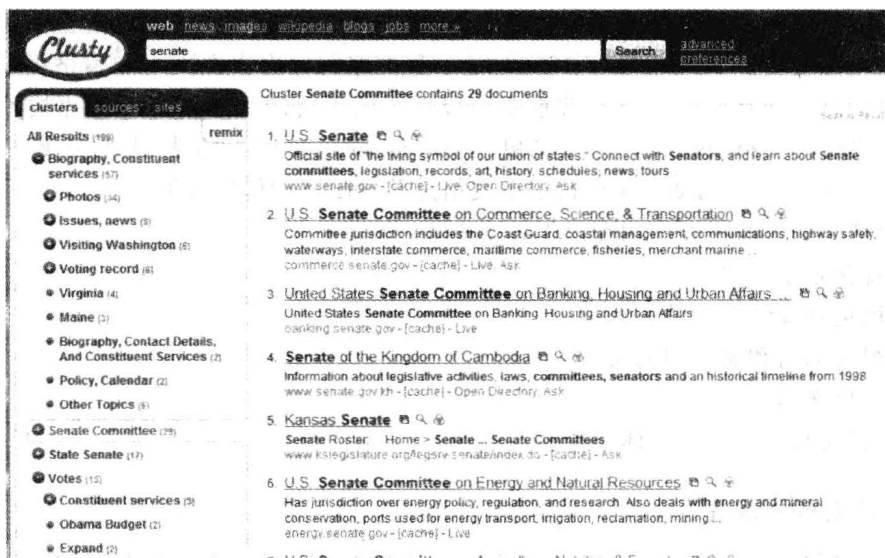 web news images wikipedia blogs jobs more »
Clusty
senate
Search
advanced
preferences
clusters sources sites
All Results (199)
remix
Biography, Constituent
services (57)
Photos (34)
Issues, news (5)
Visiting Washington (6)
Voting record (6)
Virginia (4)
Maine (3)
Biography, Contact Details,
And Constituent Services (2)
Policy, Calendar (2)
Other Topics (5)
Senate Committee (29)
State Senate (17)
Votes (15)
Constituent services (3)
Obama Budget (2)
Expand (2)
Cluster Senate Committee contains 29 documents
1. U.S. Senate
Official site of "the living symbol of our union of states." Connect with Senators, and learn about Senate
committees, legislation, records, art, history, schedules, news, tours
www.senate.gov - [cache] - Live, Open Directory, Ask
2. U.S. Senate Committee on Commerce, Science, & Transportation
Committee jurisdiction includes the Coast Guard, coastal management, communications, highway safety,
waterways, interstate commerce, maritime commerce, fisheries, merchant marine ...
commerce.senate.gov - [cache] - Live, Ask
3. United States Senate Committee on Banking, Housing and Urban Affairs ...
United States Senate Committee on Banking, Housing and Urban Affairs
banking.senate.gov - [cache] - Live
4. Senate of the Kingdom of Cambodia
Information about legislative activities, laws, committees, senators and an historical timeline from 1998
www.senate.gov.kh - [cache] - Open Directory, Ask
5. Kansas Senate
Senate Roster: Home > Senate ... Senate Committees
www.kslegislature.org/legsrv-senate/index.do - [cache] - Ask
6. U.S. Senate Committee on Energy and Natural Resources
Has jurisdiction over energy policy, regulation, and research. Also deals with energy and mineral
conservation, ports used for energy transport, irrigation, reclamation, mining ...
energy.senate.gov - [cache] - Live